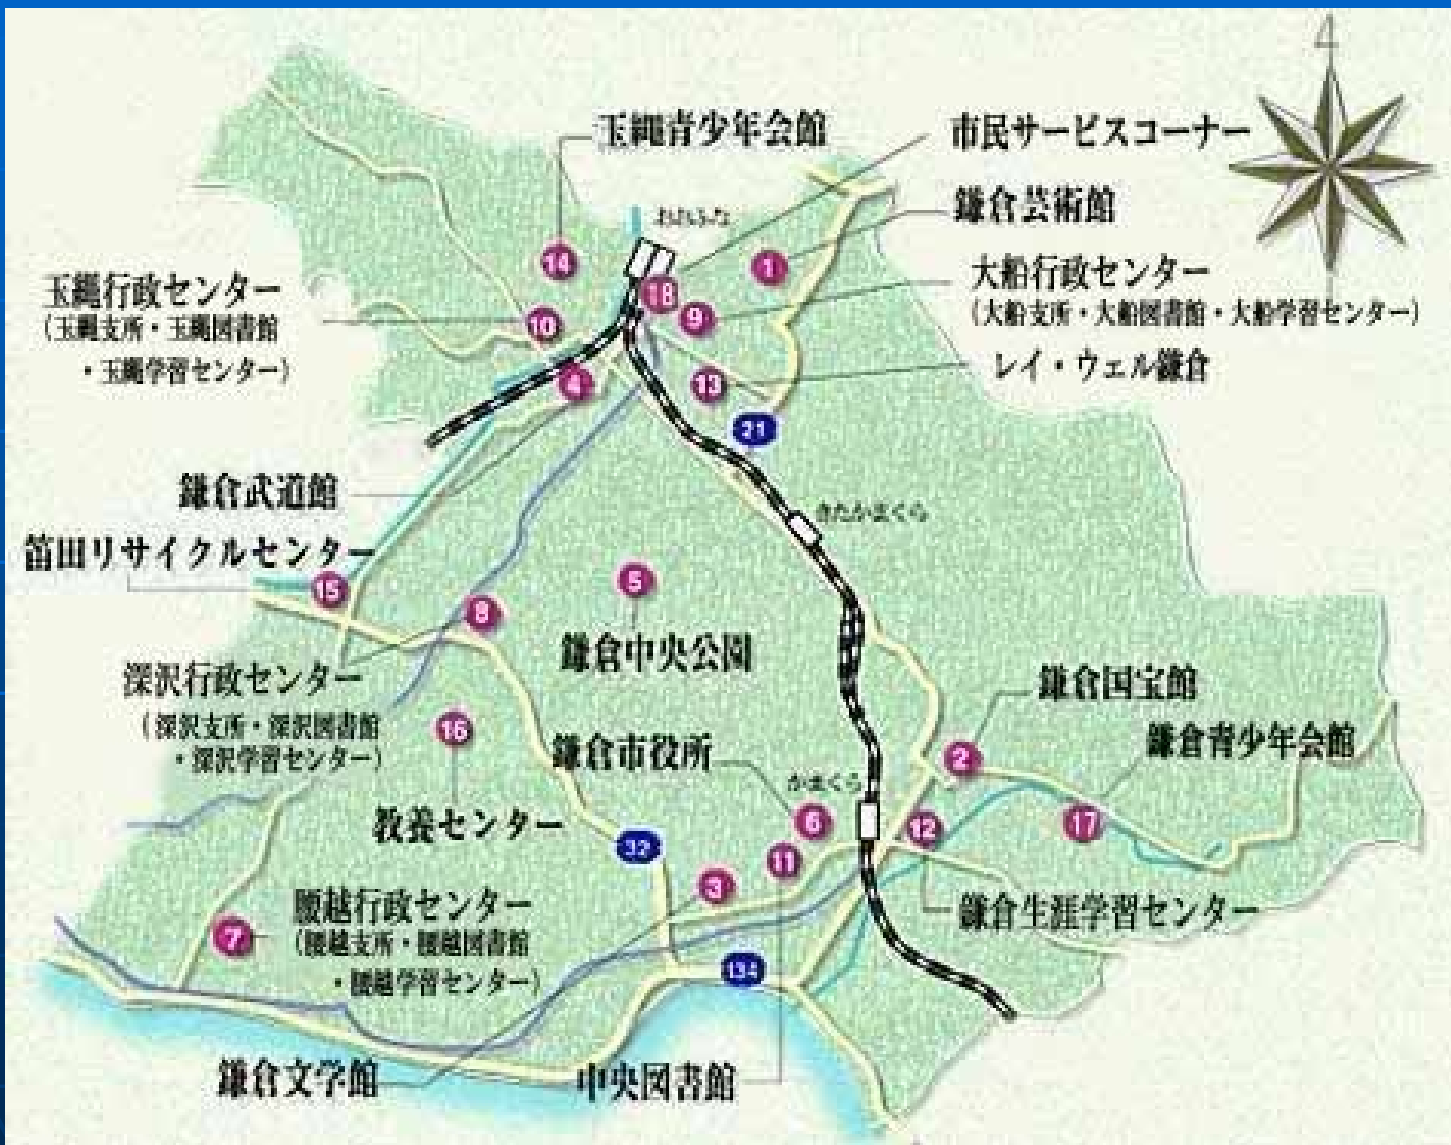 玉縄青少年会館
市民サービスコーナー
おおふな
鎌倉芸術館
14
1
大船行政センター
(大船支所・大船図書館・大船学習センター)
玉縄行政センター
(玉縄支所・玉縄図書館
・玉縄学習センター)
18
9
10
レイ・ウェル鎌倉
4
13
21
鎌倉武道館
きたかまくら
笛田リサイクルセンター
15
5
8
鎌倉中央公園
深沢行政センター
(深沢支所・深沢図書館
・深沢学習センター)
鎌倉国宝館
16
鎌倉市役所
2
鎌倉青少年会館
かまくら
教養センター
6
12
17
32
11
3
腰越行政センター
(腰越支所・腰越図書館
・腰越学習センター)
7
鎌倉生涯学習センター
134
鎌倉文学館
中央図書館